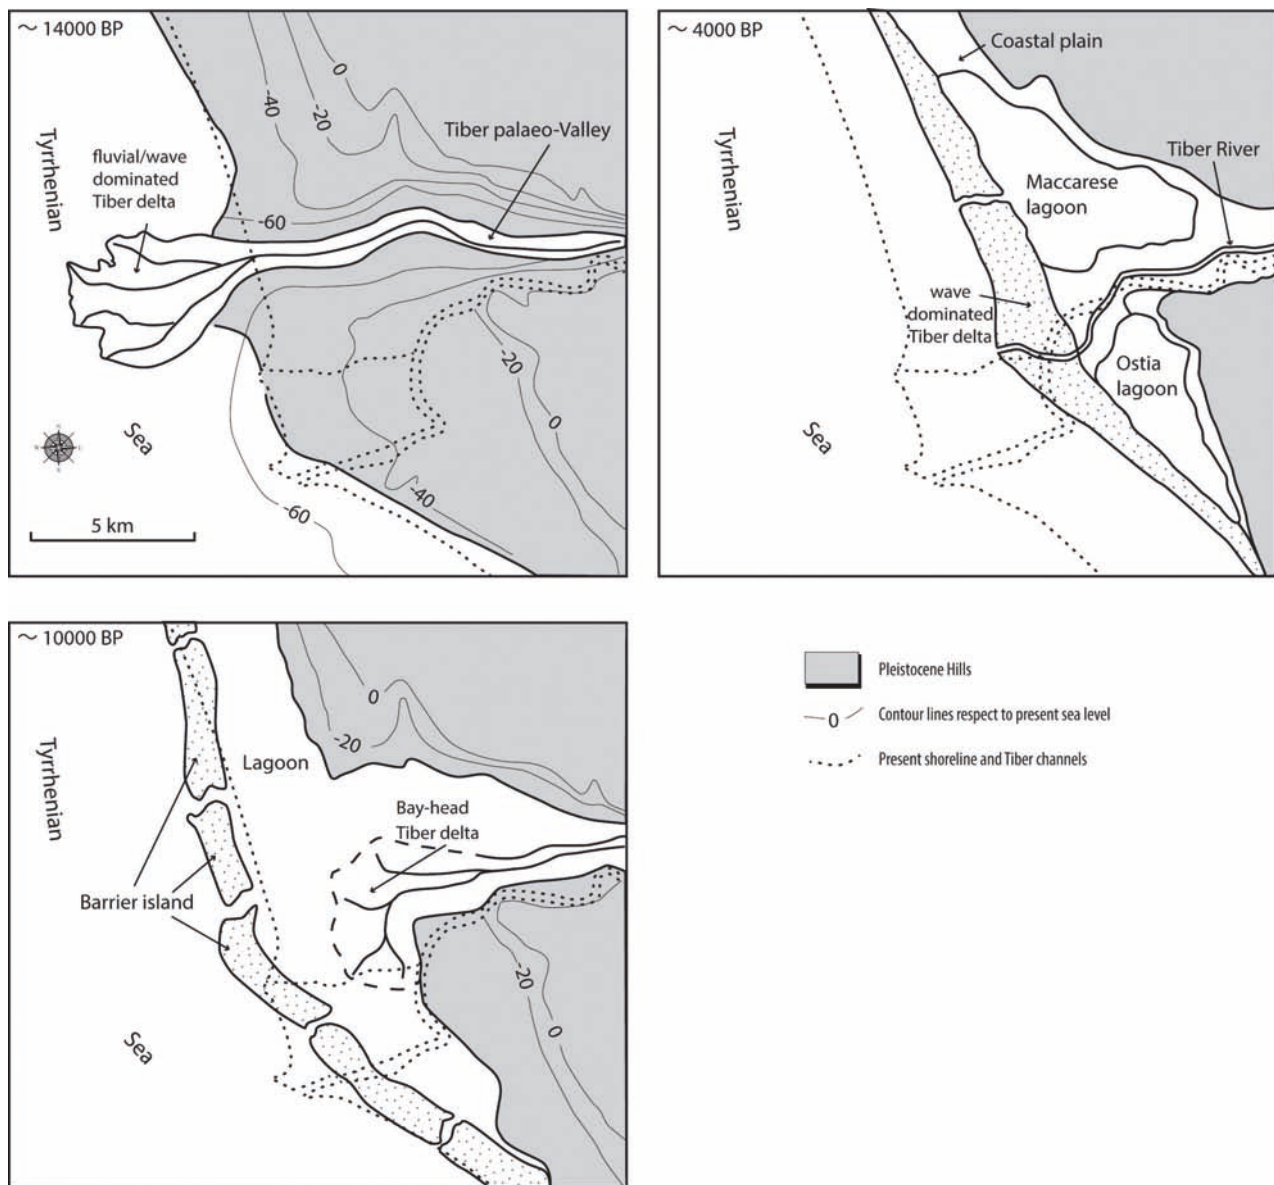 ~ 14000 BP
0
-40
-20
Tiber palaeo-Valley
Tyrrhenian
fluvial/wave
dominated
Tiber delta
-60
-20
0
Sea
-40
-60
5 km
~ 4000 BP
Coastal plain
Tyrrhenian
Tiber River
Maccarese
lagoon
wave
dominated
Tiber delta
Ostia
lagoon
Sea
~ 10000 BP
0
-20
Tyrrhenian
Lagoon
Bay-head
Tiber delta
Barrier island
-20
0
Sea
Pleistocene Hills
0
Contour lines respect to present sea level
Present shoreline and Tiber channels